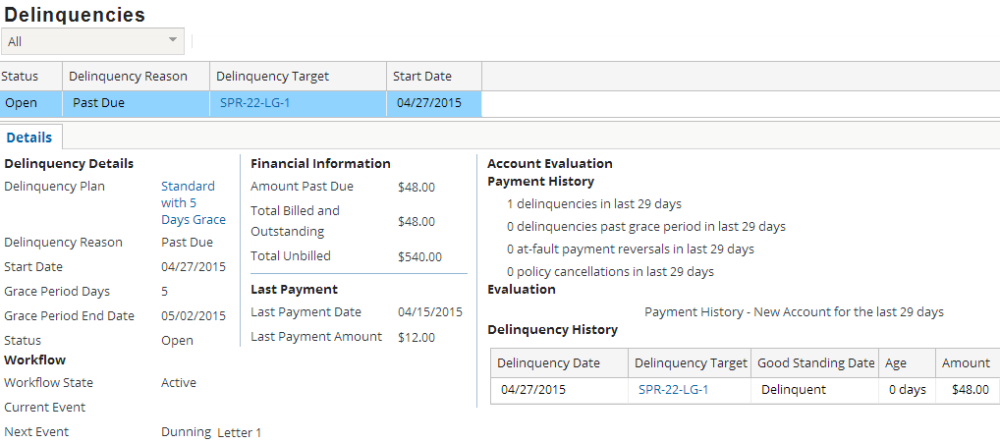 Delinquencies
All
Status Delinquency Reason Delinquency Target Start Date
Open Past Due SPR-22-LG-1 04/27/2015
Details
Delinquency Details
Delinquency Plan Standard
with 5
Days Grace
Delinquency Reason Past Due
Start Date 04/27/2015
Grace Period Days 5
Grace Period End Date 05/02/2015
Status Open
Workflow
Workflow State Active
Current Event
Next Event Dunning Letter 1
Financial Information
Amount Past Due $48.00
Total Billed and
Outstanding $48.00
Total Unbilled $540.00
Last Payment
Last Payment Date 04/15/2015
Last Payment Amount $12.00
Account Evaluation
Payment History
1 delinquencies in last 29 days
0 delinquencies past grace period in last 29 days
0 at-fault payment reversals in last 29 days
0 policy cancellations in last 29 days
Evaluation
Payment History - New Account for the last 29 days
Delinquency History
Delinquency Date Delinquency Target Good Standing Date Age Amount
04/27/2015 SPR-22-LG-1 Delinquent 0 days $48.00